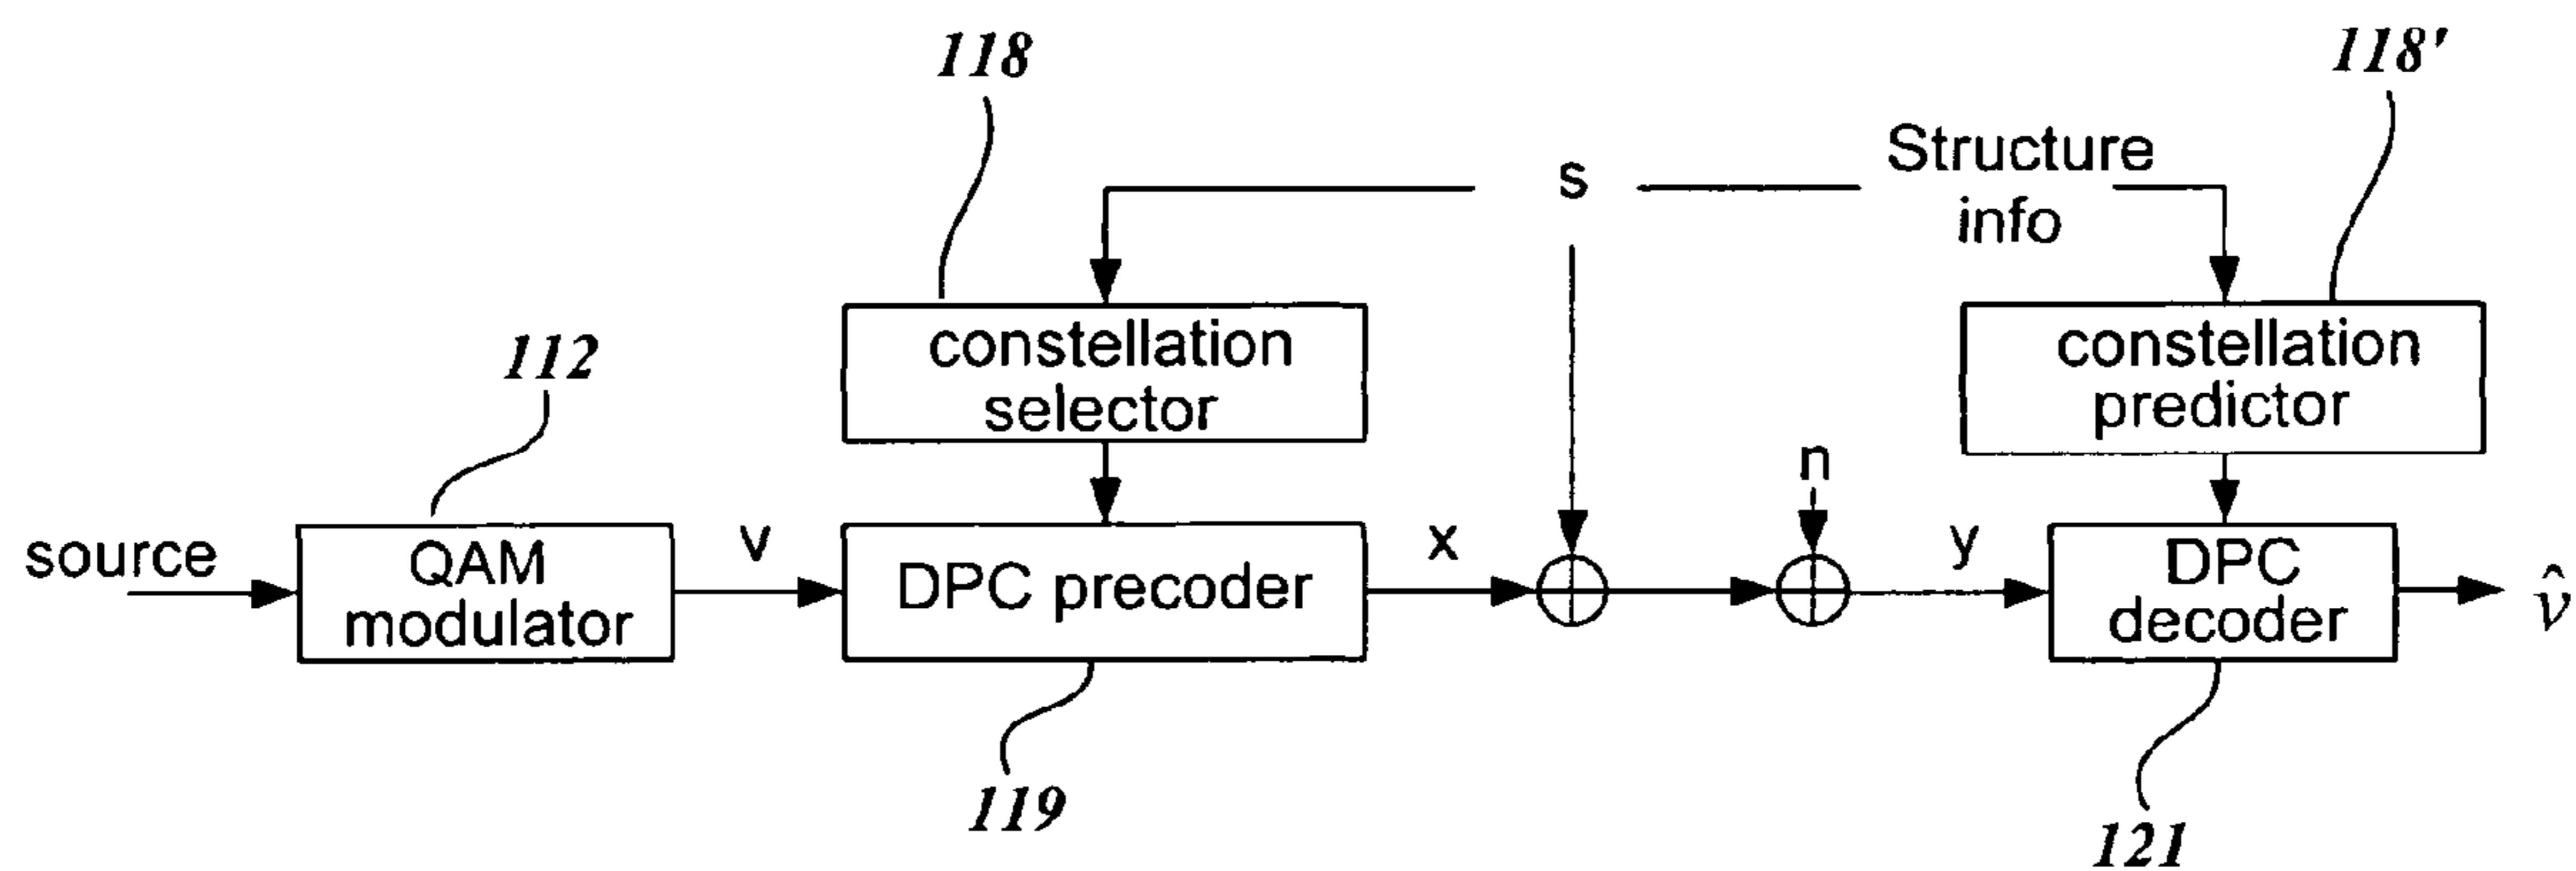 118
118'
s
Structure
info
constellation
selector
constellation
predictor
112
n
source
QAM
modulator
v
DPC precoder
x
y
DPC
decoder
v̂
119
121